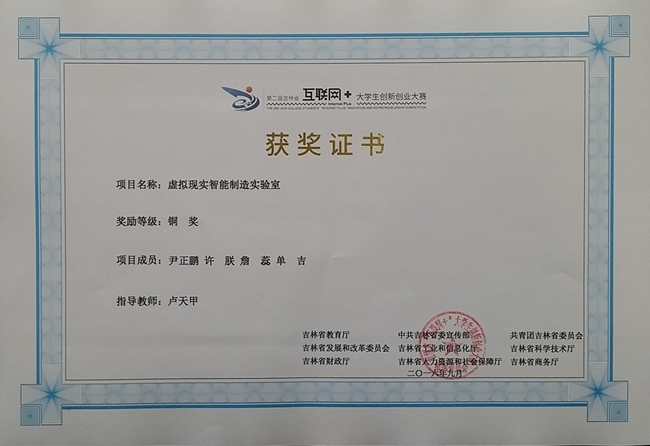 第二届吉林省 互联网+ 大学生创新创业大赛
Internet Plus
获奖证书
项目名称：虚拟现实智能制造实验室
奖励等级：铜 奖
项目成员：尹正鹏 许 朕 詹 蕊 单 吉
指导教师：卢天甲
吉林省教育厅 中共吉林省委宣传部 共青团吉林省委员会
吉林省发展和改革委员会 吉林省工业和信息化厅 吉林省科学技术厅
吉林省财政厅 吉林省人力资源和社会保障厅 吉林省商务厅
二〇一八年九月